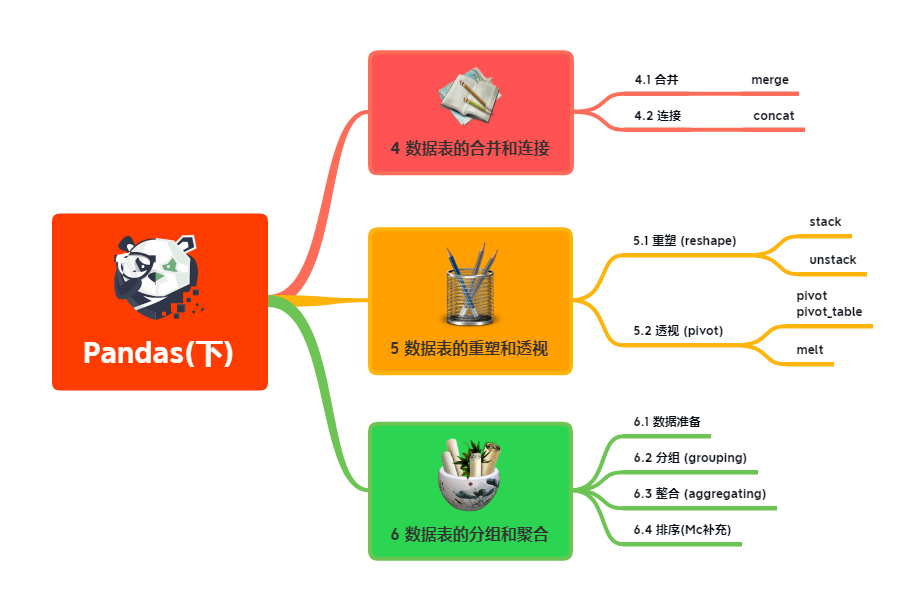 Pandas(下)
4 数据表的合并和连接
4.1 合并
merge
4.2 连接
concat
5 数据表的重塑和透视
5.1 重塑 (reshape)
stack
unstack
5.2 透视 (pivot)
pivot
pivot_table
melt
6 数据表的分组和聚合
6.1 数据准备
6.2 分组 (grouping)
6.3 整合 (aggregating)
6.4 排序(Mc补充)